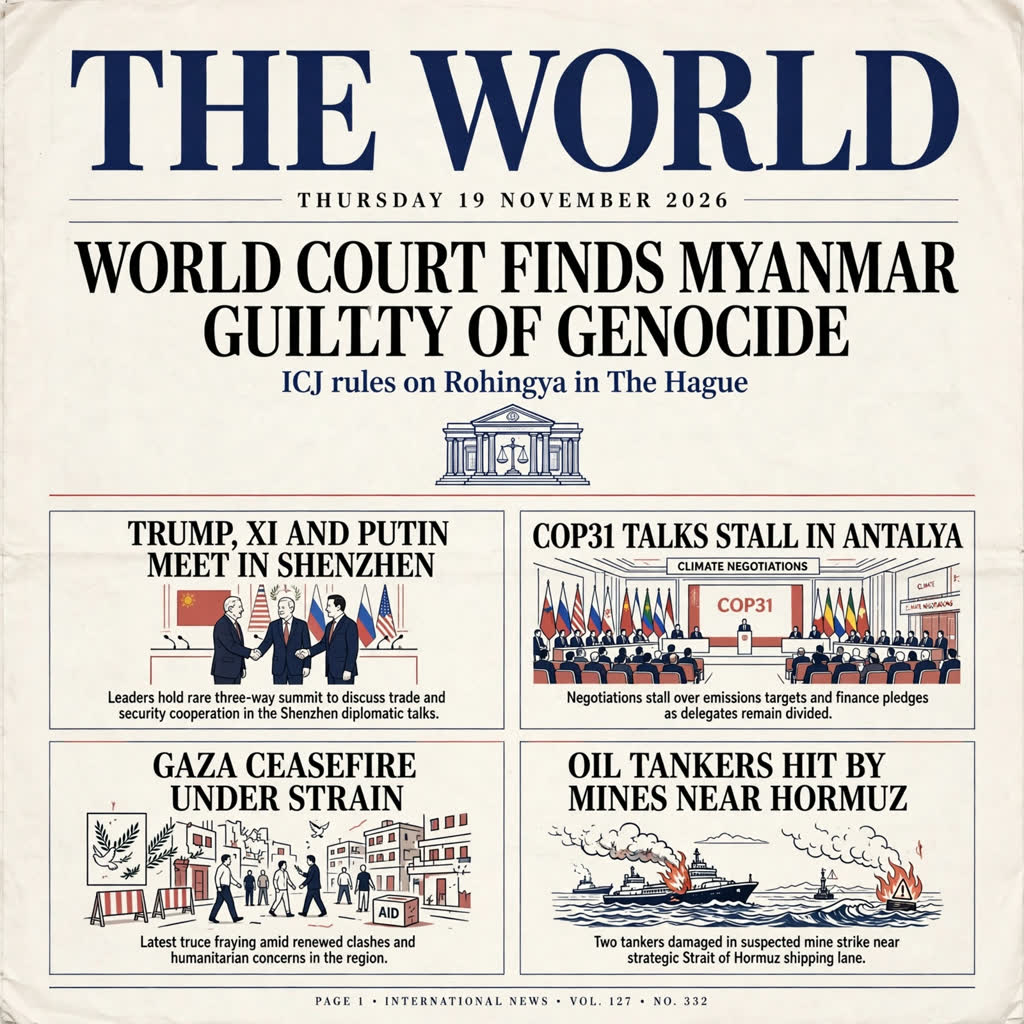 THE WORLD
THURSDAY 19 NOVEMBER 2026
WORLD COURT FINDS MYANMAR
GUILTTY OF GENOCIDE
ICJ rules on Rohingya in The Hague
TRUMP, XI AND PUTIN
MEET IN SHENZHEN
Leaders hold rare three-way summit to discuss trade and
security cooperation in the Shenzhen diplomatic talks.
COP31 TALKS STALL IN ANTALYA
CLIMATE NEGOTIATIONS
COP31
CLIMATE
CLIMATE NEGOTIATIONS
Negotiations stall over emissions targets and finance pledges
as delegates remain divided.
GAZA CEASEFIRE
UNDER STRAIN
AID
Latest truce fraying amid renewed clashes and
humanitarian concerns in the region.
OIL TANKERS HIT BY
MINES NEAR HORMUZ
Two tankers damaged in suspected mine strike near
strategic Strait of Hormuz shipping lane.
PAGE 1 • INTERNATIONAL NEWS • VOL. 127 • NO. 332